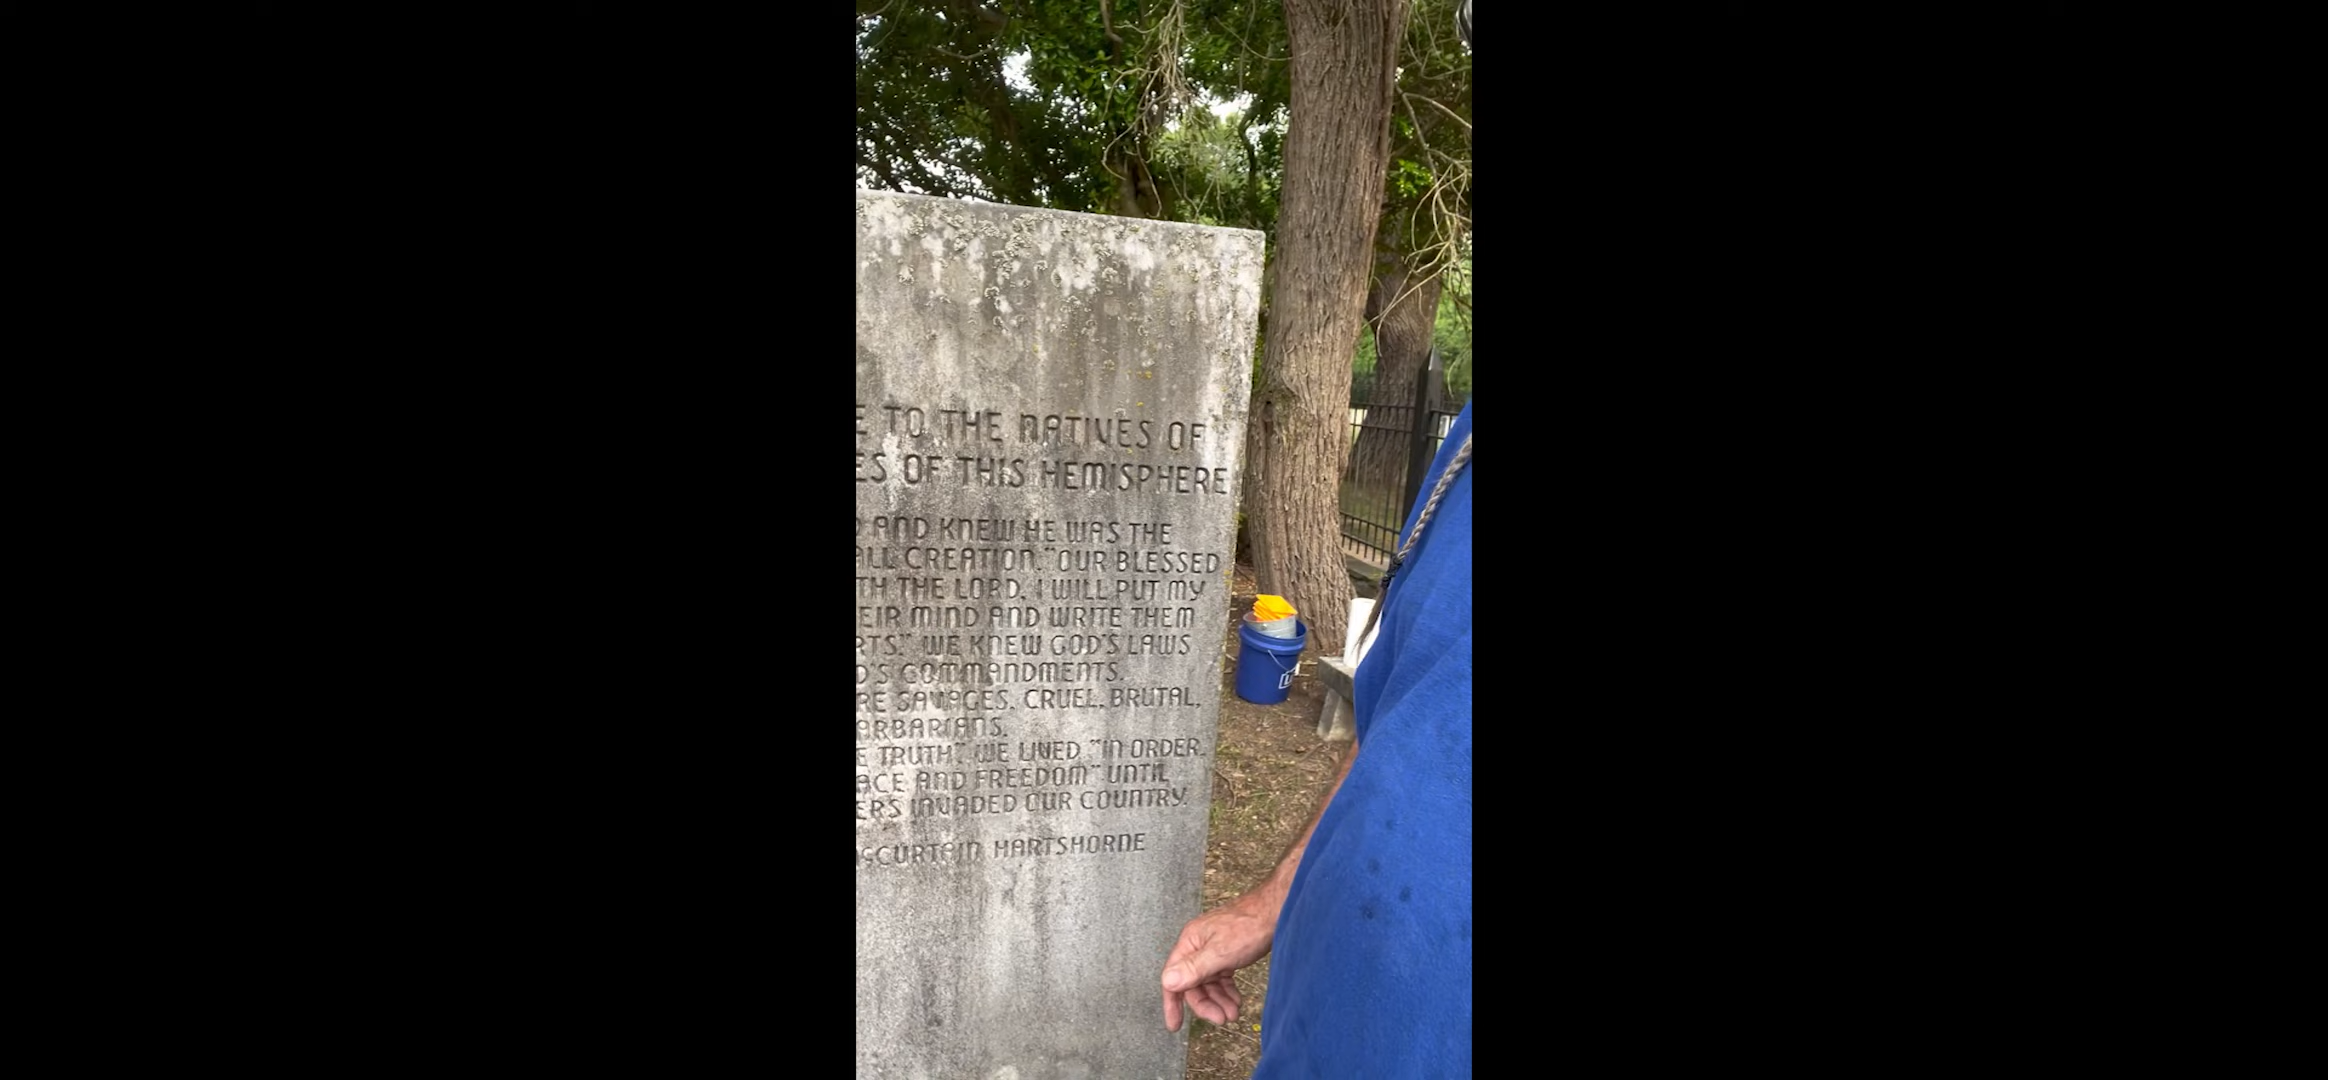 E TO THE NATIVES OF
ES OF THIS HEMISPHERE
D AND KNEW HE WAS THE
ALL CREATION. "OUR BLESSED
TH THE LORD, I WILL PUT MY
EIR MIND AND WRITE THEM
RTS." WE KNEW GOD'S LAWS
D'S COMMANDMENTS.
RE SAVAGES, CRUEL, BRUTAL,
ARBARIANS.
E TRUTH". WE LIVED "IN ORDER,
ACE AND FREEDOM" UNTIL
ERS INVADED OUR COUNTRY.
CCURTAIN HARTSHORNE